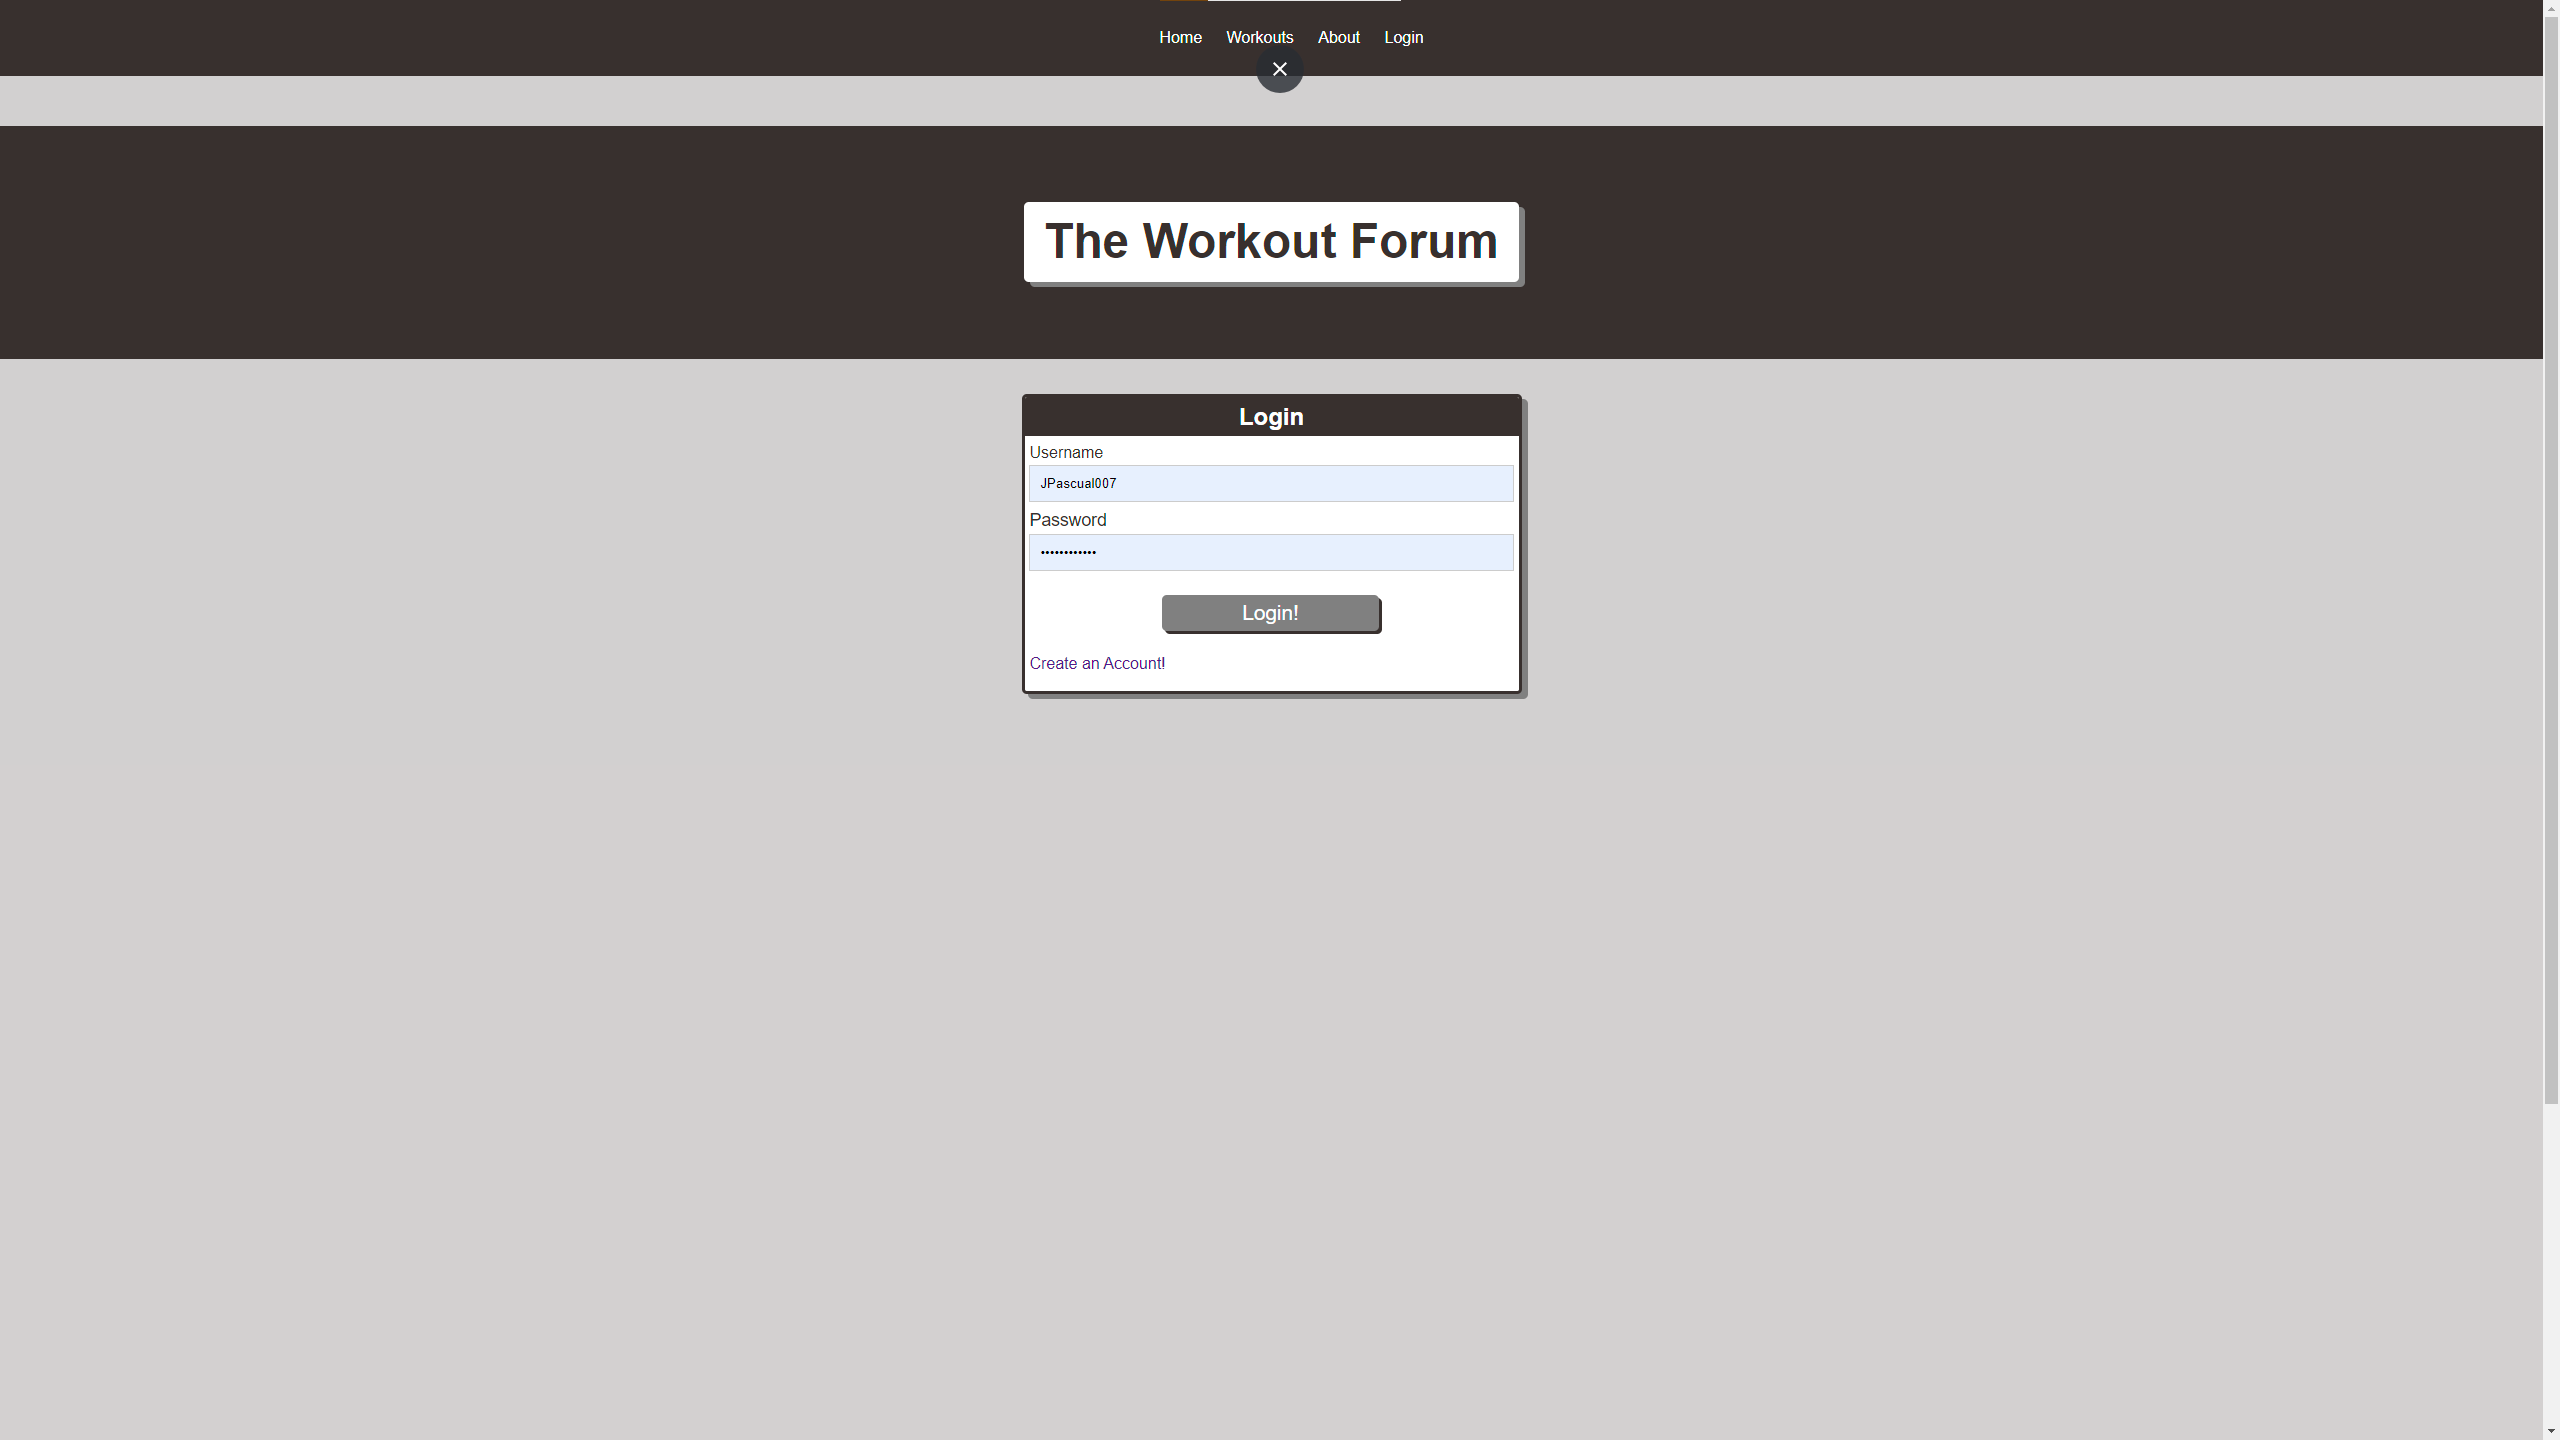 Home Workouts About Login
The Workout Forum
Login
Username
JPascual007
Password
••••••••••••
Login!
Create an Account!